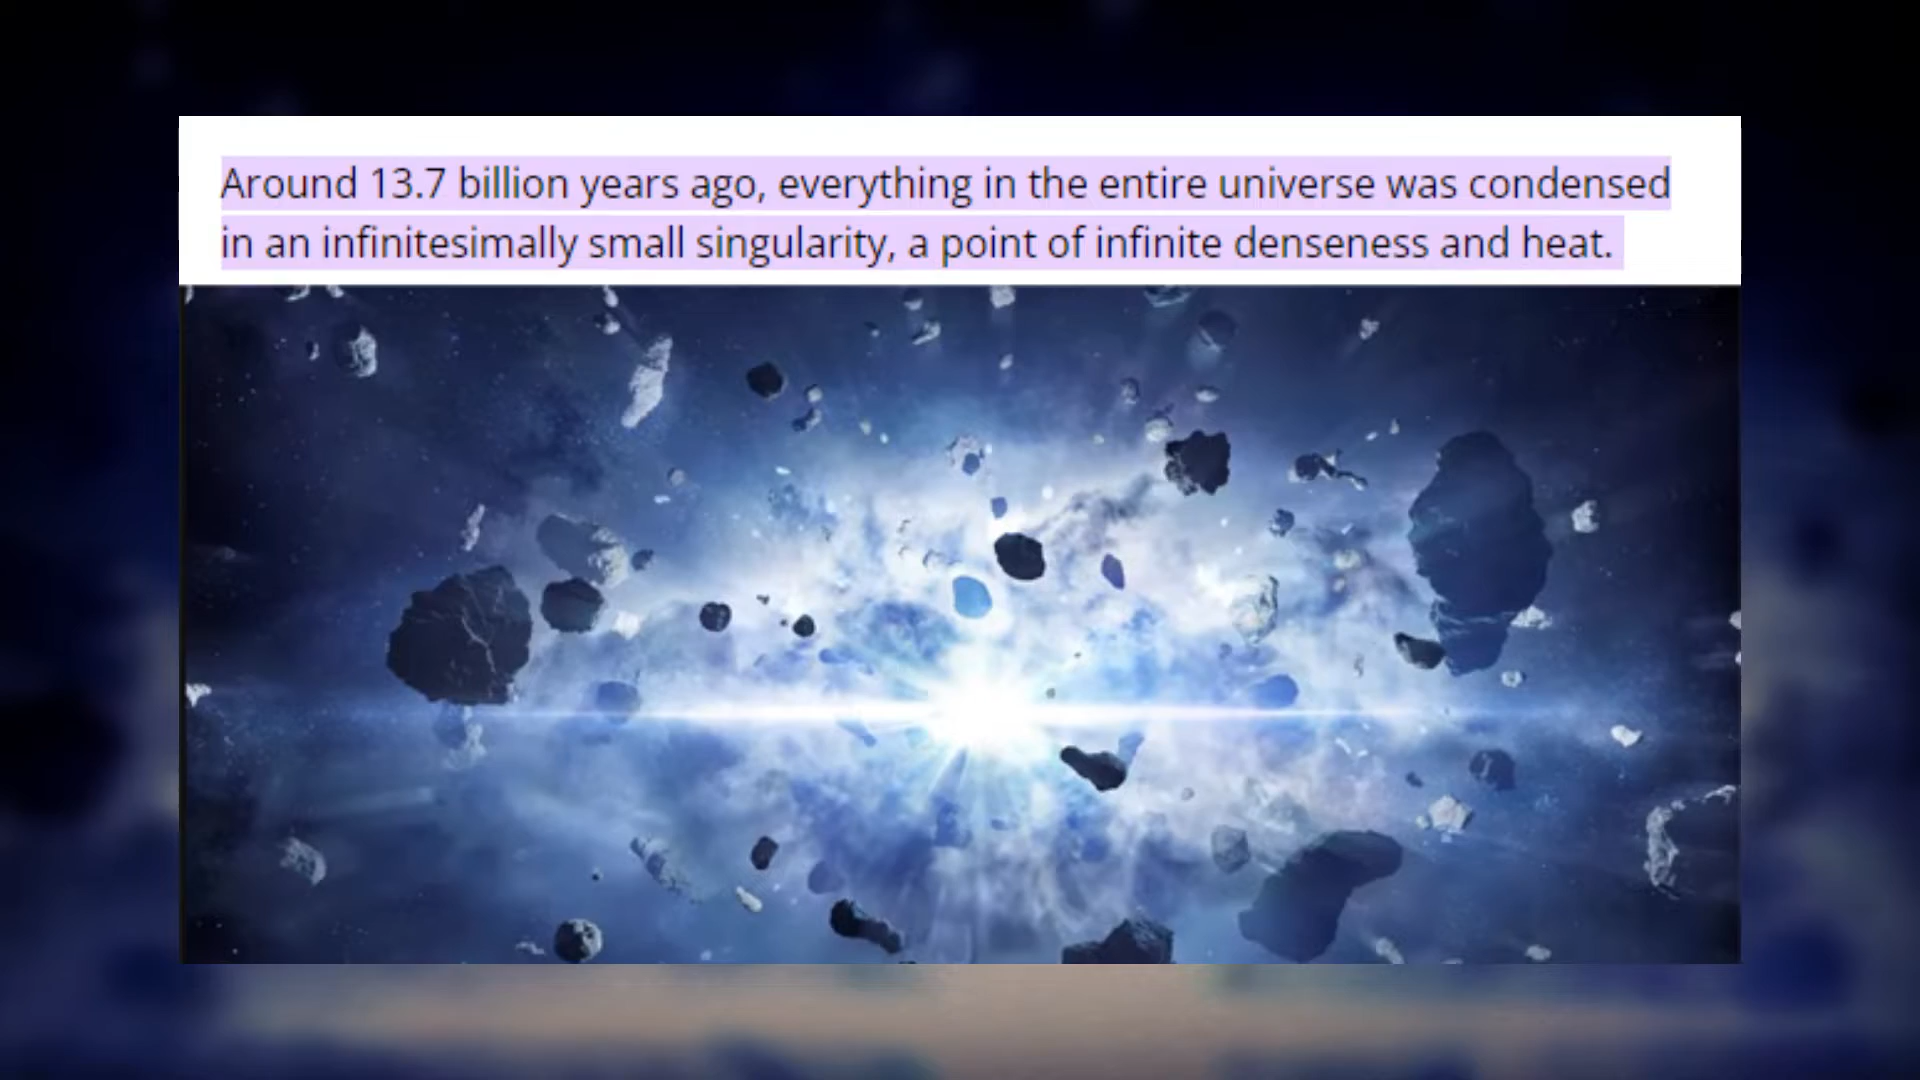 Around 13.7 billion years ago, everything in the entire universe was condensed
in an infinitesimally small singularity, a point of infinite denseness and heat.